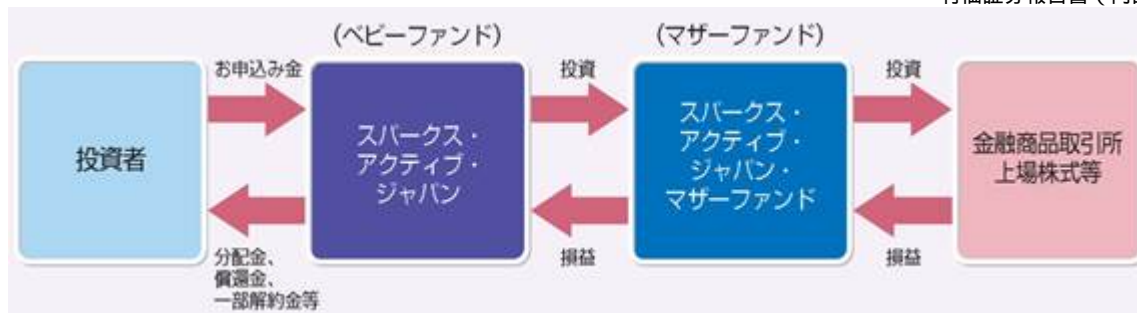 (ベビーファンド)
(マザーファンド)
お申込み金
投資
投資
投資者
スパークス・
アクティブ・
ジャパン
スパークス・
アクティブ・
ジャパン・
マザーファンド
金融商品取引所
上場株式等
分配金、
償還金、
一部解約金等
損益
損益